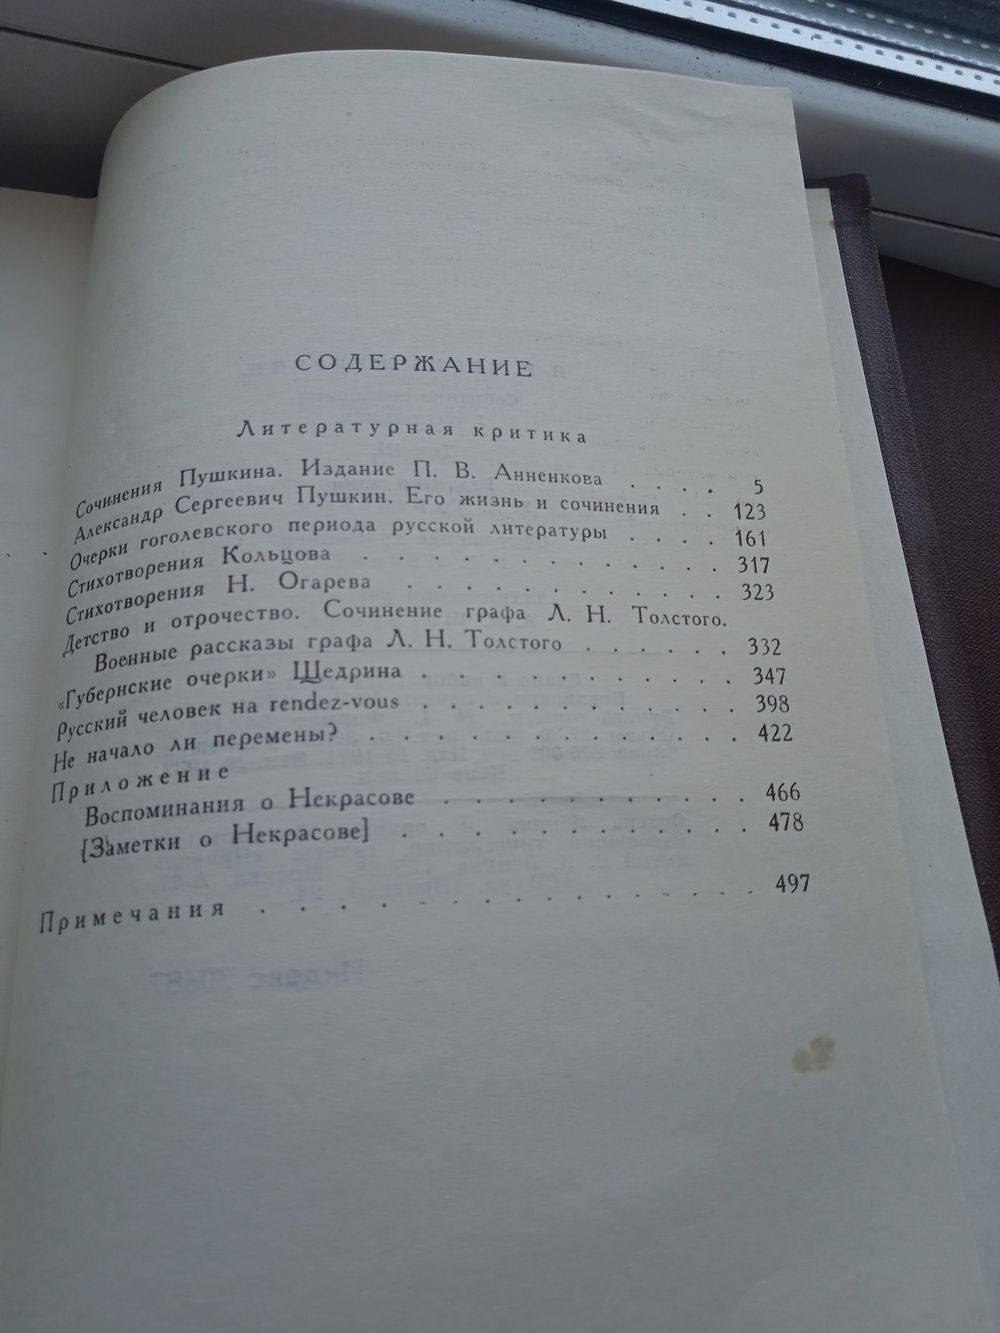 СОДЕРЖАНИЕ
Литературная критика
Сочинения Пушкина. Издание П. В. Анненкова . . . . 5
Александр Сергеевич Пушкин. Его жизнь и сочинения . . 123
Очерки гоголевского периода русской литературы . . . . 161
Стихотворения Кольцова . . . . . . . . . . . . 317
Стихотворения Н. Огарева . . . . . . . . . . 323
Детство и отрочество. Сочинение графа Л. Н. Толстого.
Военные рассказы графа Л. Н. Толстого . . . . . . 332
«Губернские очерки» Щедрина . . . . . . . . . . . . 347
Русский человек на rendez-vous . . . . . . . . . . . . 398
Не начало ли перемены? . . . . . . . . . . . . . . 422
Приложение
Воспоминания о Некрасове . . . . . . . . . . . 466
[Заметки о Некрасове] . . . . . . . . . . . . . 478
Примечания . . . . . . . . . . . . . . . . . . . 497